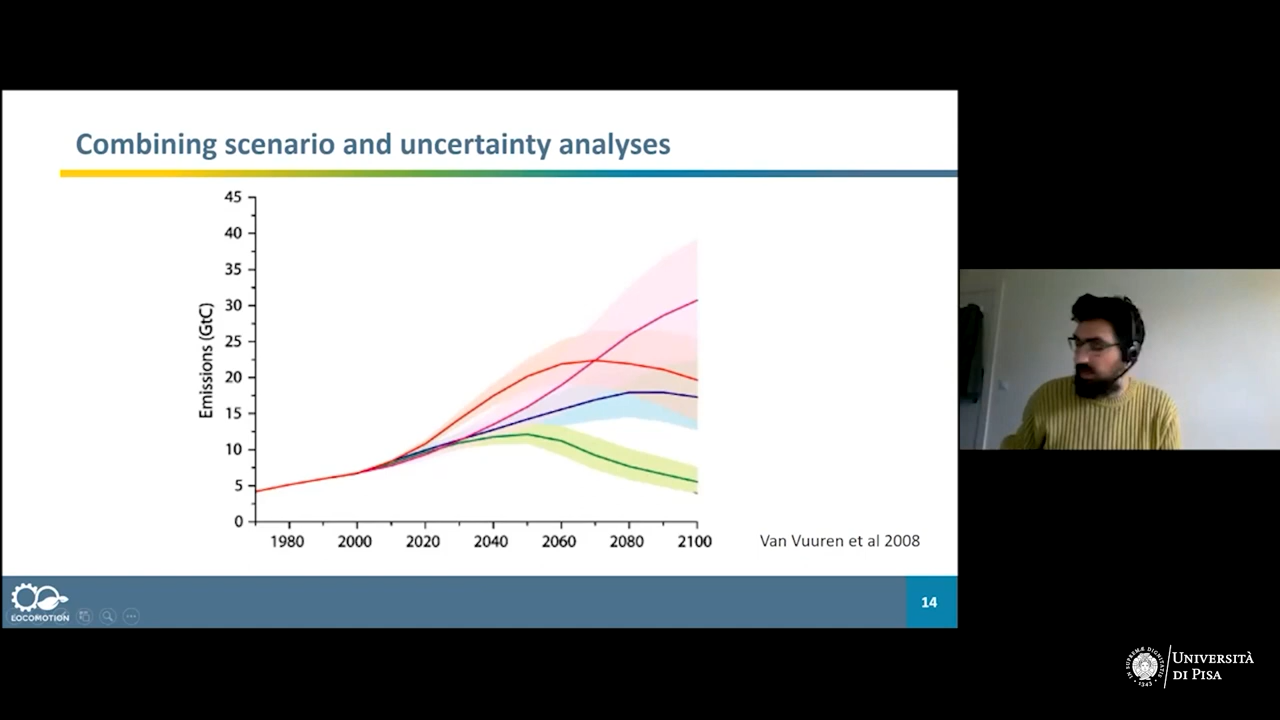 Combining scenario and uncertainty analyses
45
40
35
30
25
20
15
10
5
0
Emissions (GtC)
1980 2000 2020 2040 2060 2080 2100
Van Vuuren et al 2008
LOCOMOTION
14
UNIVERSITÀ
DI PISA